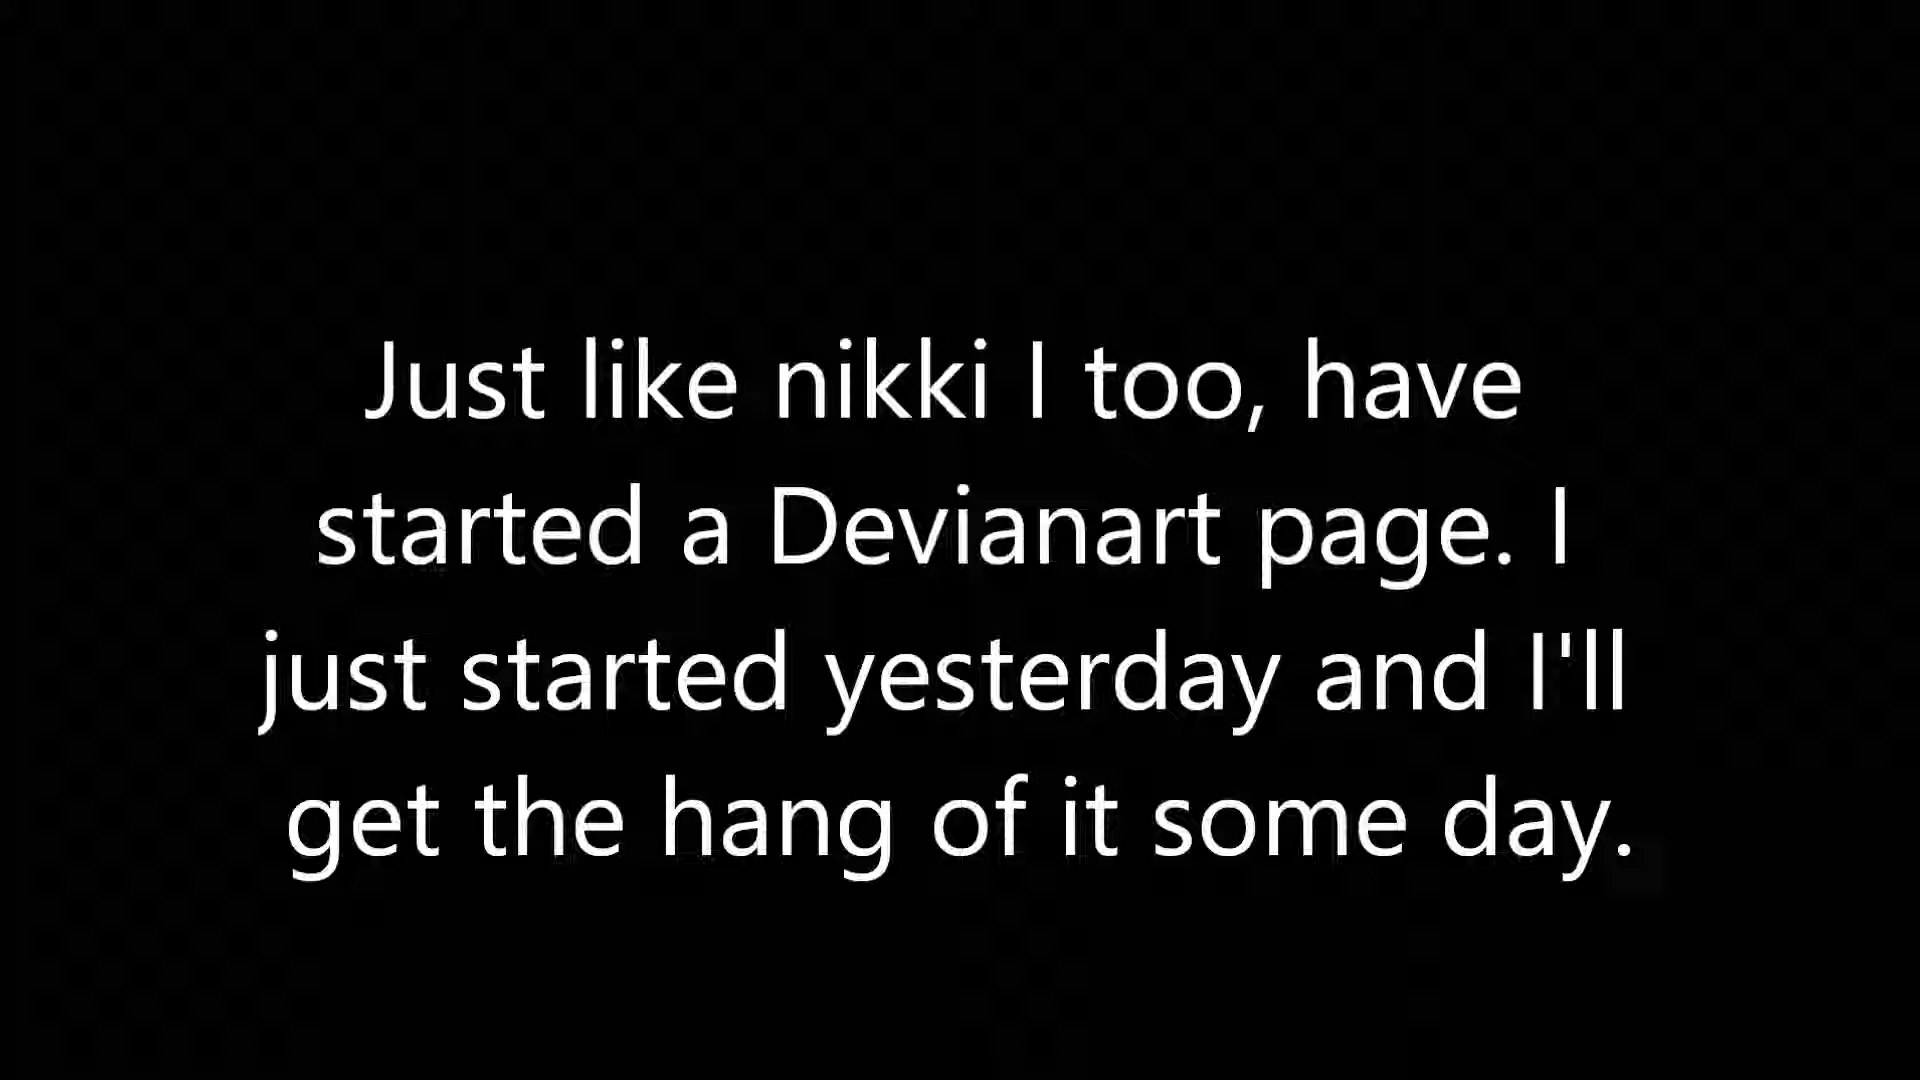 Just like nikki I too, have
started a Devianart page. I
just started yesterday and I'll
get the hang of it some day.